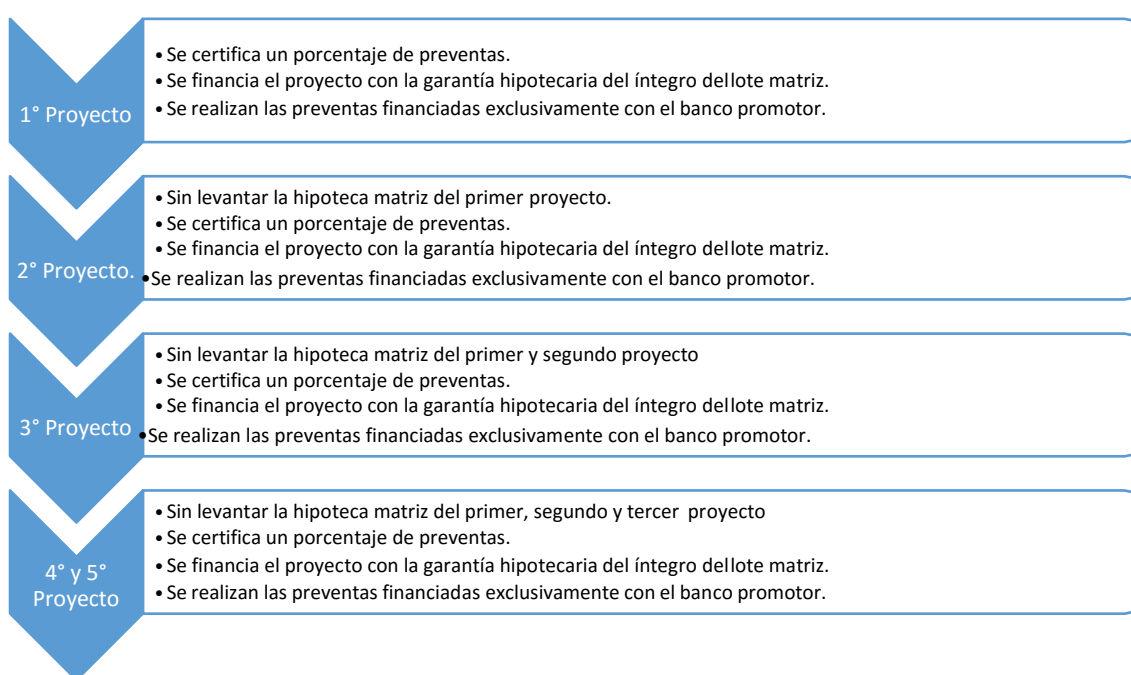 1° Proyecto
• Se certifica un porcentaje de preventas.
• Se financia el proyecto con la garantía hipotecaria del íntegro dellote matriz.
• Se realizan las preventas financiadas exclusivamente con el banco promotor.
2° Proyecto.
• Sin levantar la hipoteca matriz del primer proyecto.
• Se certifica un porcentaje de preventas.
• Se financia el proyecto con la garantía hipotecaria del íntegro dellote matriz.
•Se realizan las preventas financiadas exclusivamente con el banco promotor.
3° Proyecto
• Sin levantar la hipoteca matriz del primer y segundo proyecto
• Se certifica un porcentaje de preventas.
• Se financia el proyecto con la garantía hipotecaria del íntegro dellote matriz.
•Se realizan las preventas financiadas exclusivamente con el banco promotor.
4° y 5°
Proyecto
• Sin levantar la hipoteca matriz del primer, segundo y tercer proyecto
• Se certifica un porcentaje de preventas.
• Se financia el proyecto con la garantía hipotecaria del íntegro dellote matriz.
• Se realizan las preventas financiadas exclusivamente con el banco promotor.